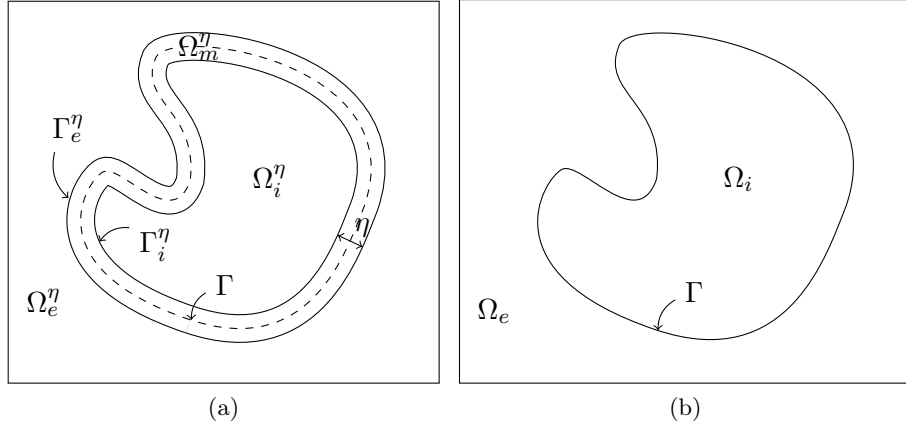 Ω_m^η
Γ_e^η
Ω_i^η
Ω_i
η
Γ_i^η
Γ
Γ
Ω_e^η
Ω_e
(a)
(b)